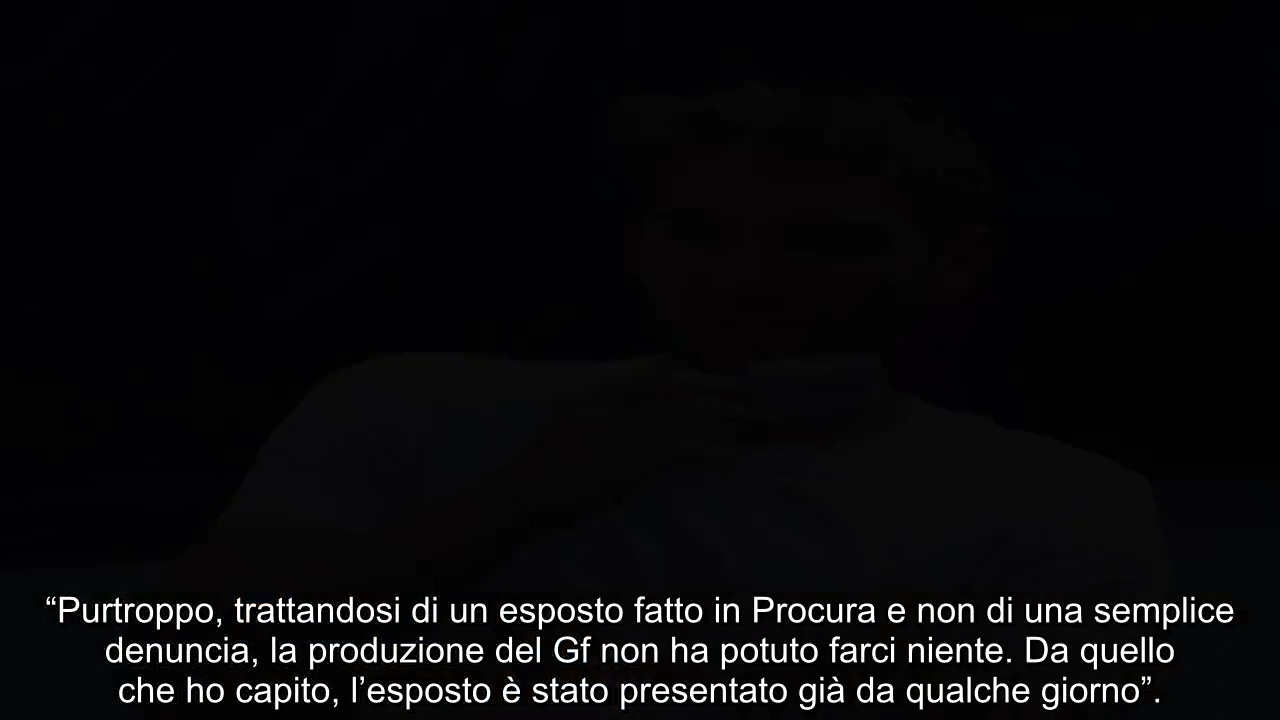 “Purtroppo, trattandosi di un esposto fatto in Procura e non di una semplice
denuncia, la produzione del Gf non ha potuto farci niente. Da quello
che ho capito, l’esposto è stato presentato già da qualche giorno”.